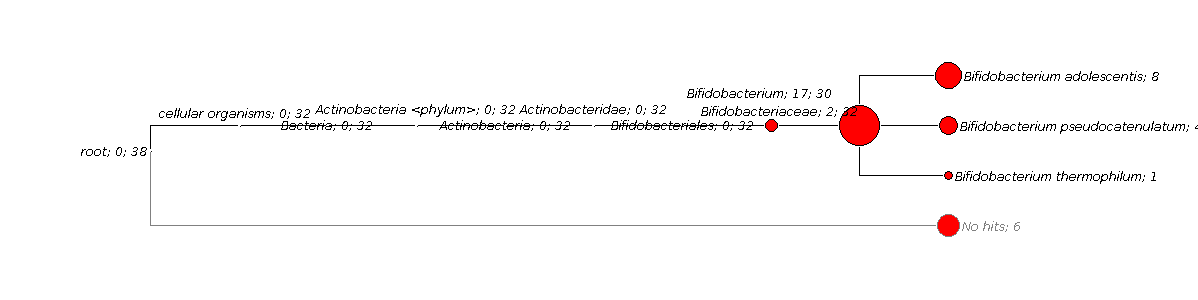 Bifidobacterium adolescentis; 8
Bifidobacterium; 17; 30
cellular organisms; 0; 32
Actinobacteria <phylum>; 0; 32
Actinobacteridae; 0; 32
Bifidobacteriaceae; 2; 32
Bacteria; 0; 32
Actinobacteria; 0; 32
Bifidobacteriales; 0; 32
Bifidobacterium pseudocatenulatum; 4
root; 0; 38
Bifidobacterium thermophilum; 1
No hits; 6